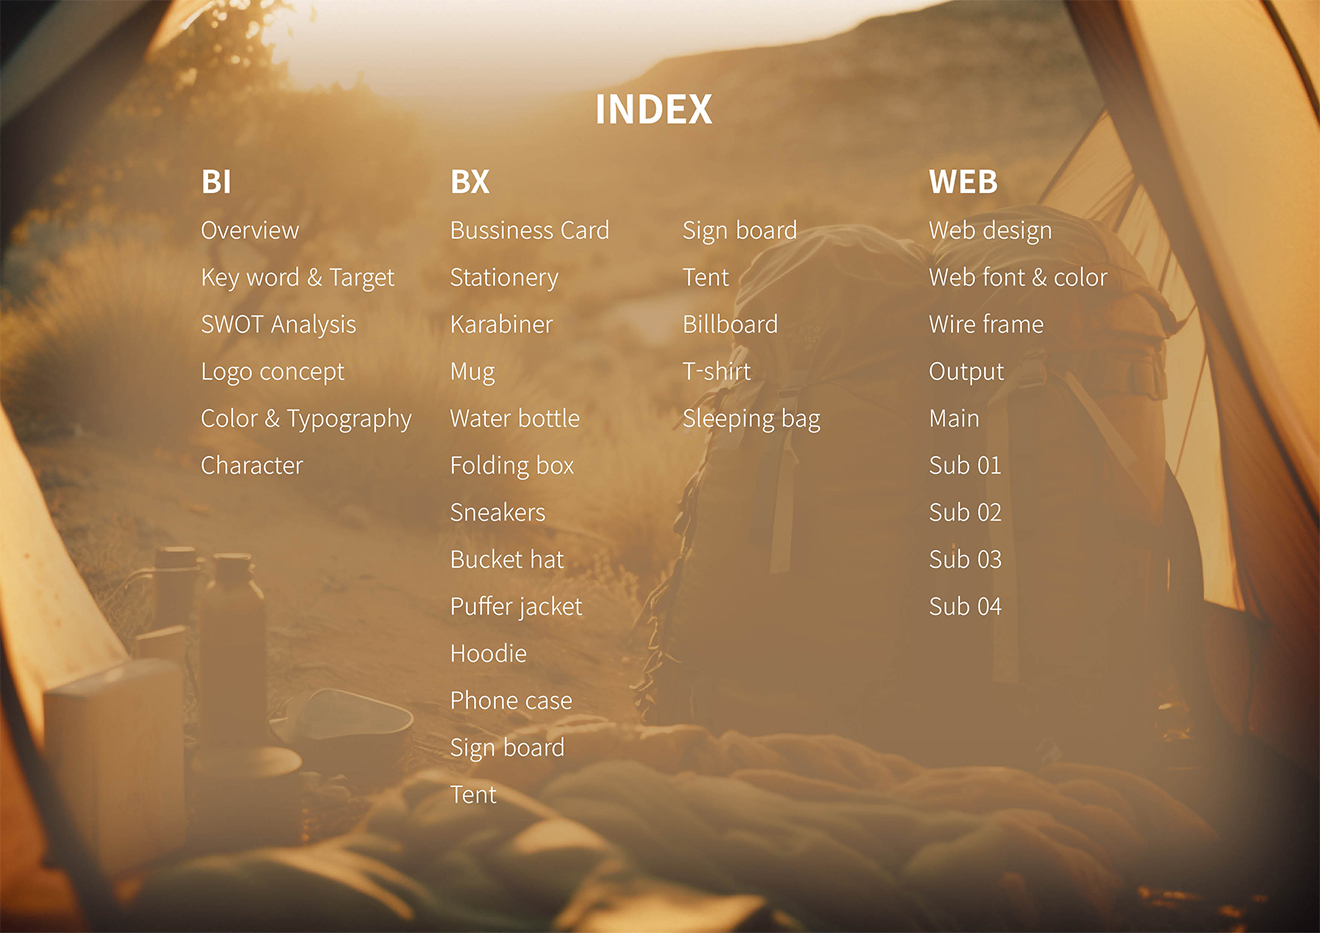 INDEX
BI
Overview
Key word & Target
SWOT Analysis
Logo concept
Color & Typography
Character
BX
Bussiness Card
Stationery
Karabiner
Mug
Water bottle
Folding box
Sneakers
Bucket hat
Puffer jacket
Hoodie
Phone case
Sign board
Tent
Sign board
Tent
Billboard
T-shirt
Sleeping bag
WEB
Web design
Web font & color
Wire frame
Output
Main
Sub 01
Sub 02
Sub 03
Sub 04